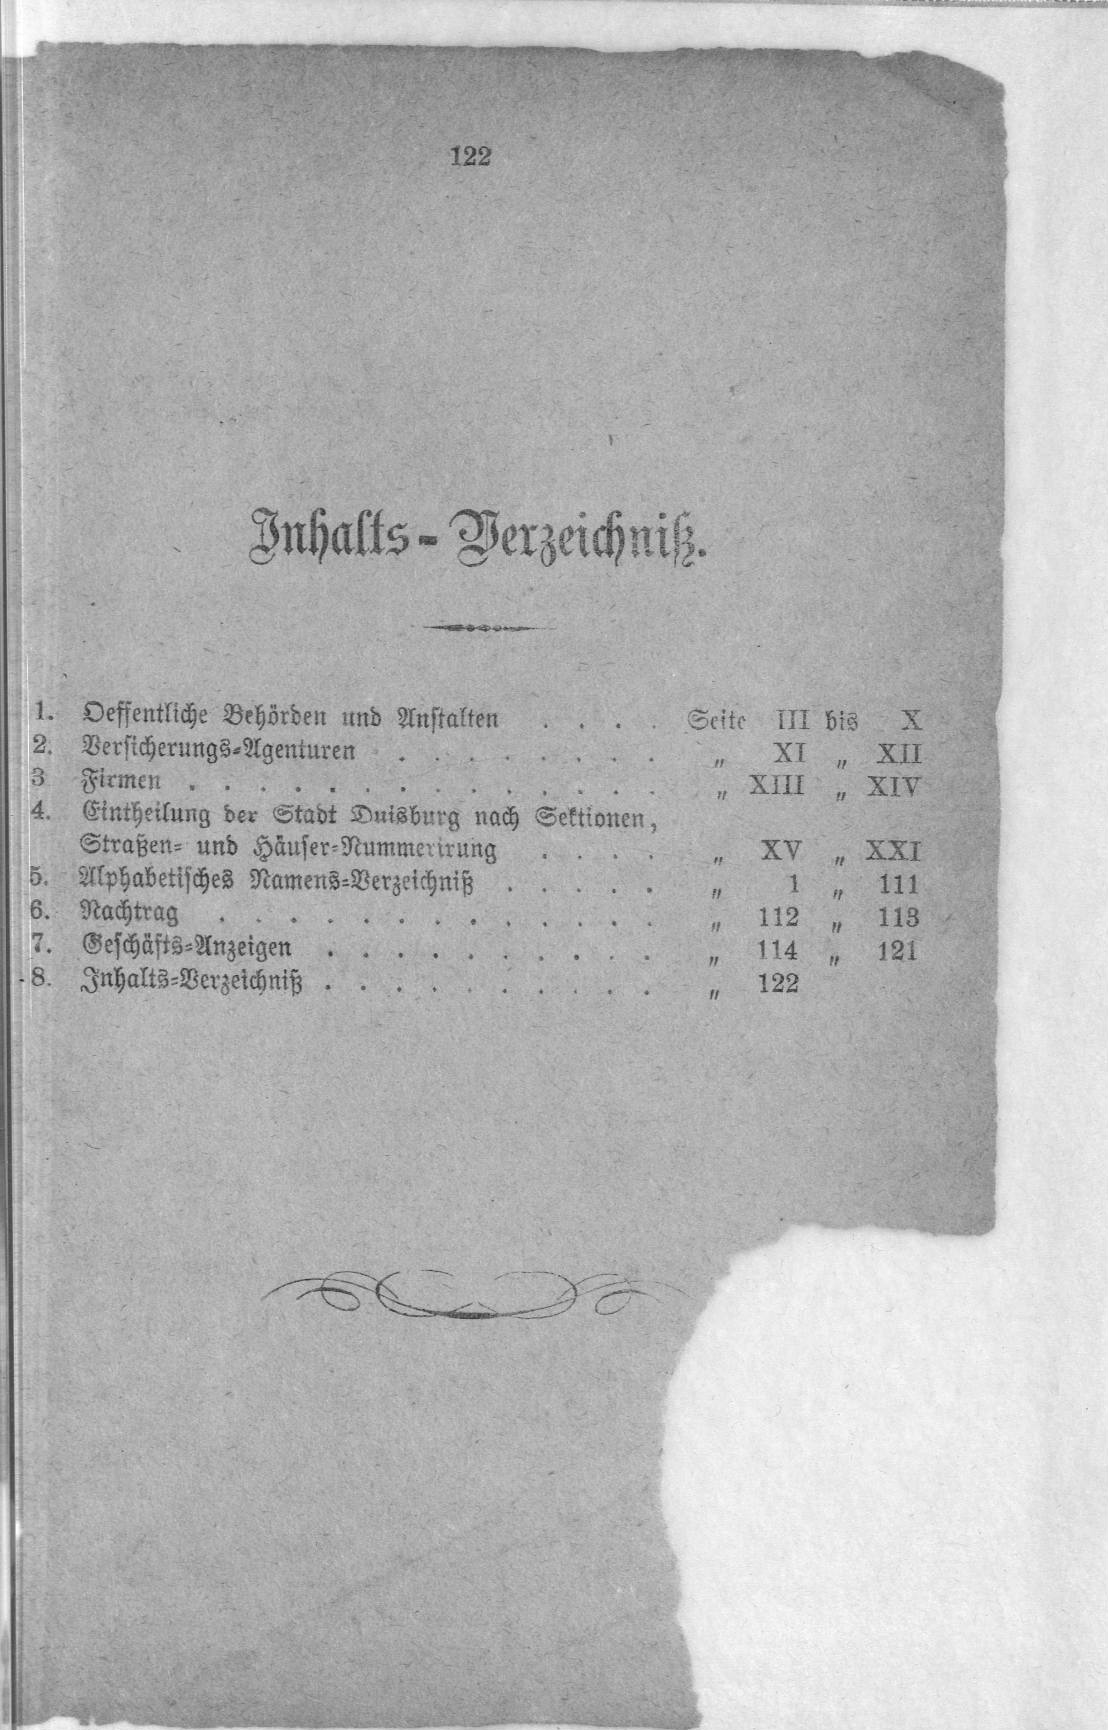 122
Inhalts-Verzeichniß.
1. Oeffentliche Behörden und Anstalten . . . . Seite III bis X
2. Versicherungs-Agenturen . . . . . . . . „ XI „ XII
3 Firmen . . . . . . . . . . . . . . „ XIII „ XIV
4. Eintheilung der Stadt Duisburg nach Sektionen,
Straßen- und Häuser-Nummerirung . . . . „ XV „ XXI
5. Alphabetisches Namens-Verzeichniß . . . . . „ 1 „ 111
6. Nachtrag . . . . . . . . . . . . . „ 112 „ 113
7. Geschäfts-Anzeigen . . . . . . . . . . „ 114 „ 121
8. Inhalts-Verzeichniß . . . . . . . . . . „ 122